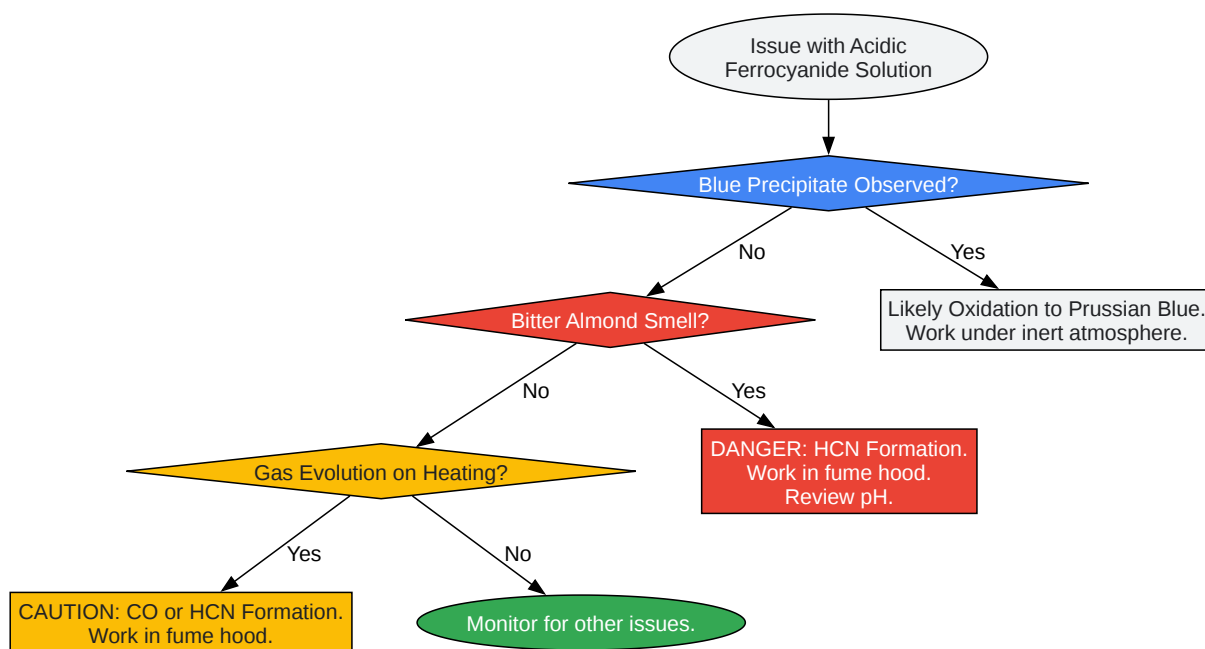 Issue with Acidic
Ferrocyanide Solution
Blue Precipitate Observed?
No
Yes
Bitter Almond Smell?
Likely Oxidation to Prussian Blue.
Work under inert atmosphere.
No
Yes
Gas Evolution on Heating?
DANGER: HCN Formation.
Work in fume hood.
Review pH.
Yes
No
CAUTION: CO or HCN Formation.
Work in fume hood.
Monitor for other issues.